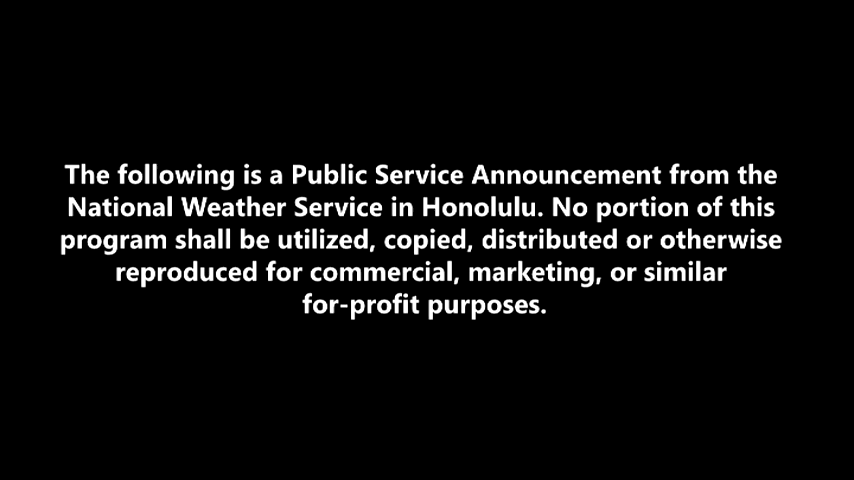 The following is a Public Service Announcement from the
National Weather Service in Honolulu. No portion of this
program shall be utilized, copied, distributed or otherwise
reproduced for commercial, marketing, or similar
for-profit purposes.